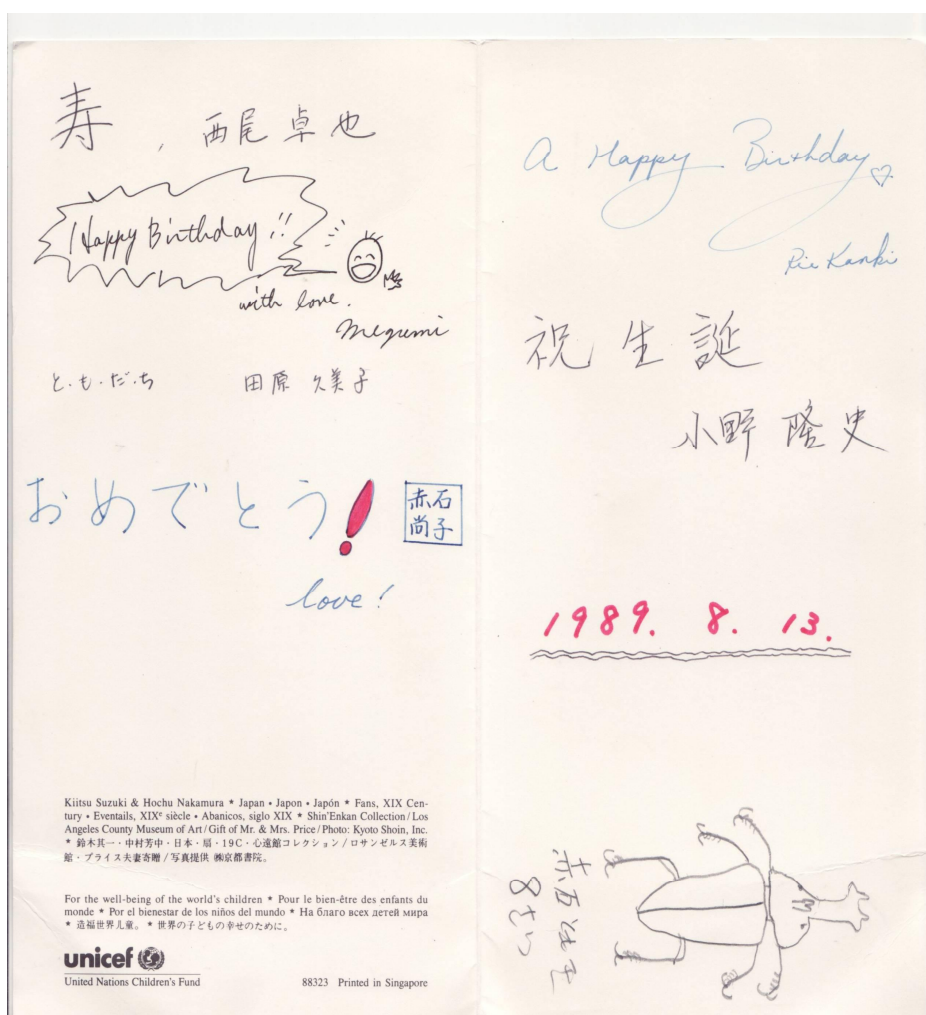 寿 , 西尾卓也
Happy Birthday !!
with love.
Megumi
と・も・だ・ち 田原 久美子
おめでとう!
赤石
尚子
love!
Kiitsu Suzuki & Hochu Nakamura * Japan • Japon • Japón * Fans, XIX Cen-
tury • Eventails, XIXe siècle • Abanicos, siglo XIX * Shin'Enkan Collection/Los
Angeles County Museum of Art/Gift of Mr. & Mrs. Price/Photo: Kyoto Shoin, Inc.
* 鈴木其一・中村芳中・日本・扇・19C・心遠館コレクション/ロサンゼルス美術
館・プライス夫妻寄贈/写真提供 ㈱京都書院。
For the well-being of the world's children * Pour le bien-être des enfants du
monde * Por el bienestar de los niños del mundo * На благо всех детей мира
* 造福世界儿童。 * 世界の子どもの幸せのために。
unicef
United Nations Children's Fund
88323 Printed in Singapore
A Happy Birthday
Rie Kanki
祝生誕
小野 隆史
1989. 8. 13.
8さい